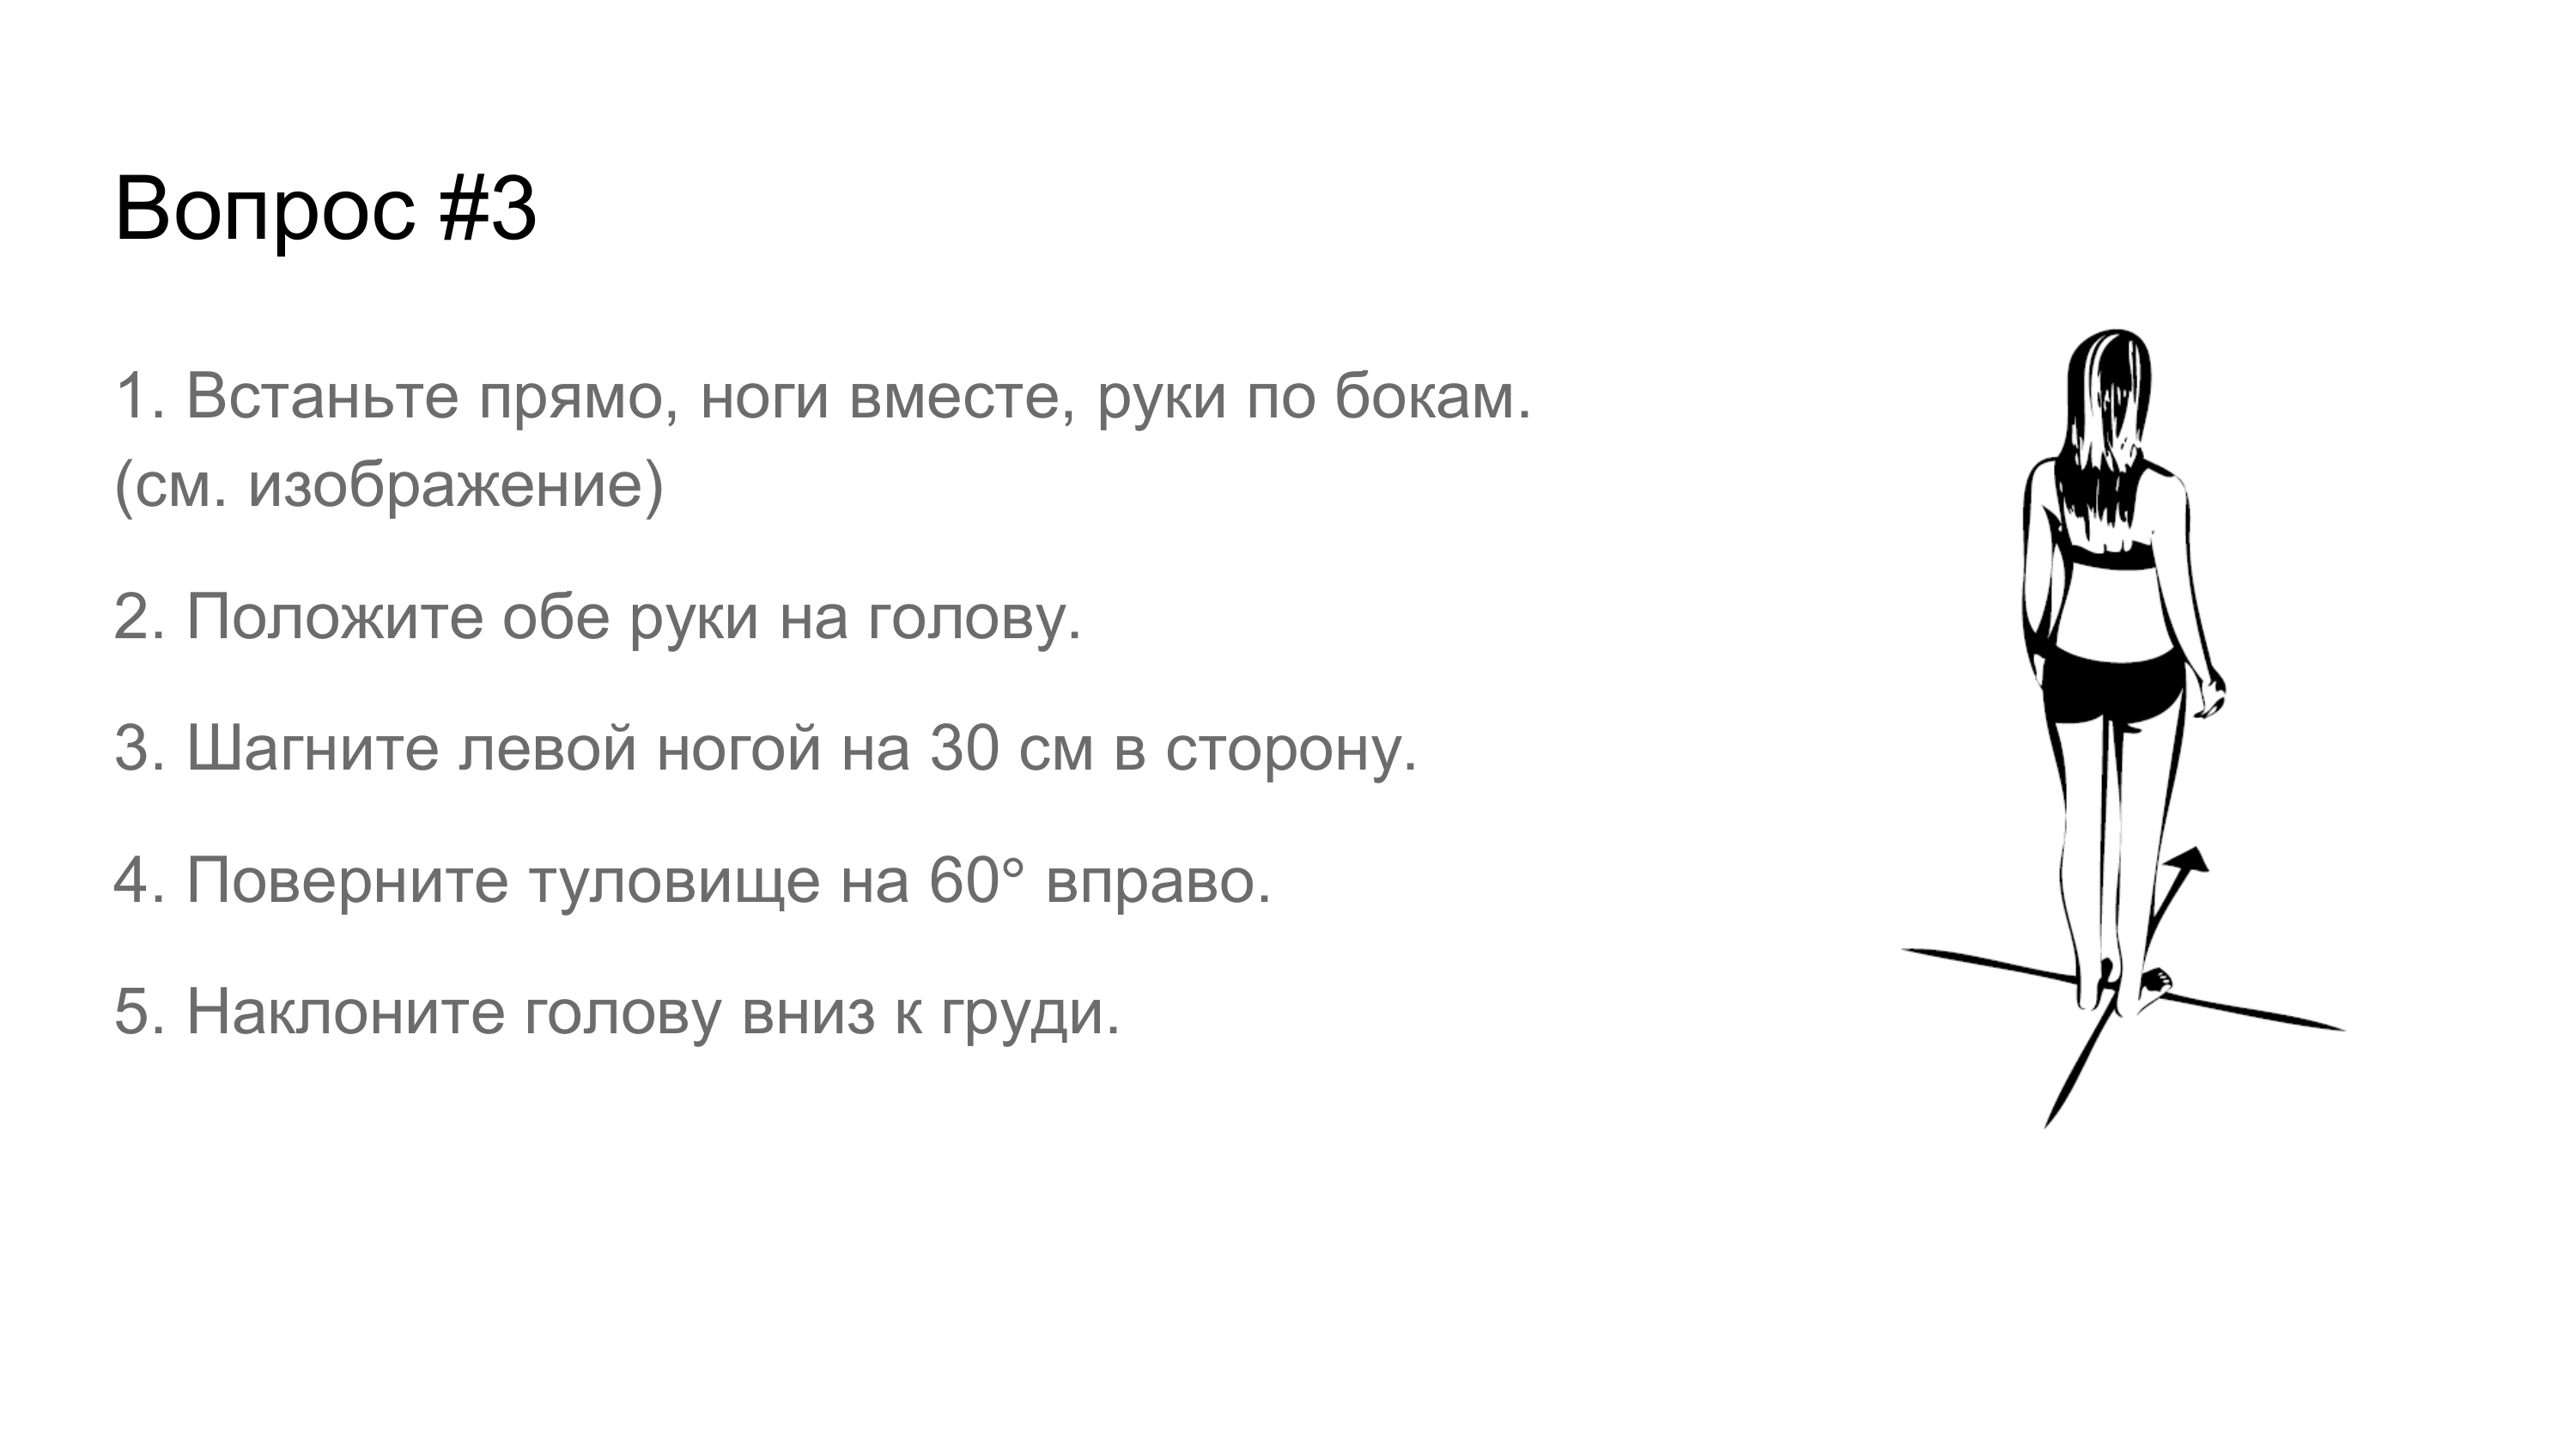 Вопрос #3
1. Встаньте прямо, ноги вместе, руки по бокам.
(см. изображение)
2. Положите обе руки на голову.
3. Шагните левой ногой на 30 см в сторону.
4. Поверните туловище на 60° вправо.
5. Наклоните голову вниз к груди.